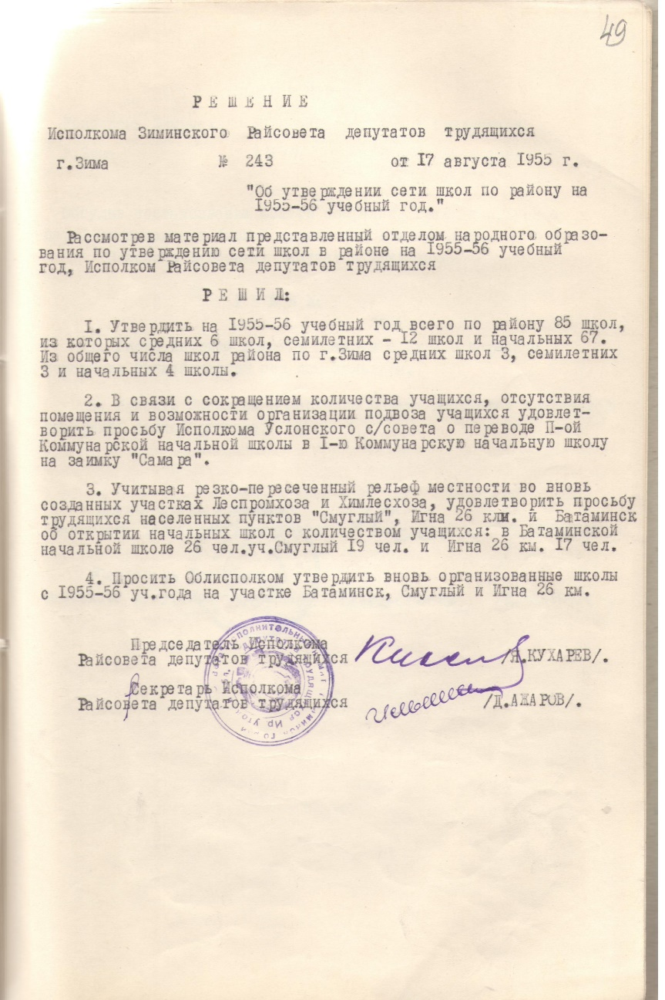 49
Р Е Ш Е Н И Е
Исполкома Зиминского Райсовета депутатов трудящихся
г.Зима № 243 от 17 августа 1955 г.
"Об утверждении сети школ по району на
1955-56 учебный год."
Рассмотрев материал представленный отделом народного образо-
вания по утверждению сети школ в районе на 1955-56 учебный
год, Исполком Райсовета депутатов трудящихся
Р Е Ш И Л:
1. Утвердить на 1955-56 учебный год всего по району 85 школ,
из которых средних 6 школ, семилетних - 12 школ и начальных 67.
Из общего числа школ района по г.Зима средних школ 3, семилетних
3 и начальных 4 школы.
2. В связи с сокращением количества учащихся, отсутствия
помещения и возможности организации подвоза учащихся удовлет-
ворить просьбу Исполкома Услонского с/совета о переводе П-ой
Коммунарской начальной школы в I-ю Коммунарскую начальную школу
на заимку "Самара".
3. Учитывая резко-пересеченный рельеф местности во вновь
созданных участках Леспромхоза и Химлесхоза, удовлетворить просьбу
трудящихся населенных пунктов "Смуглый", Игна 26 клм. и Батаминск
об открытии начальных школ с количеством учащихся: в Батаминской
начальной школе 26 чел.уч.Смуглый 19 чел. и Игна 26 км. 17 чел.
4. Просить Облисполком утвердить вновь организованные школы
с 1955-56 уч.года на участке Батаминск, Смуглый и Игна 26 км.
Председатель Исполкома
Райсовета депутатов трудящихся /Я.КУХАРЕВ/.
Секретарь Исполкома
Райсовета депутатов трудящихся /Д.АЖАРОВ/.